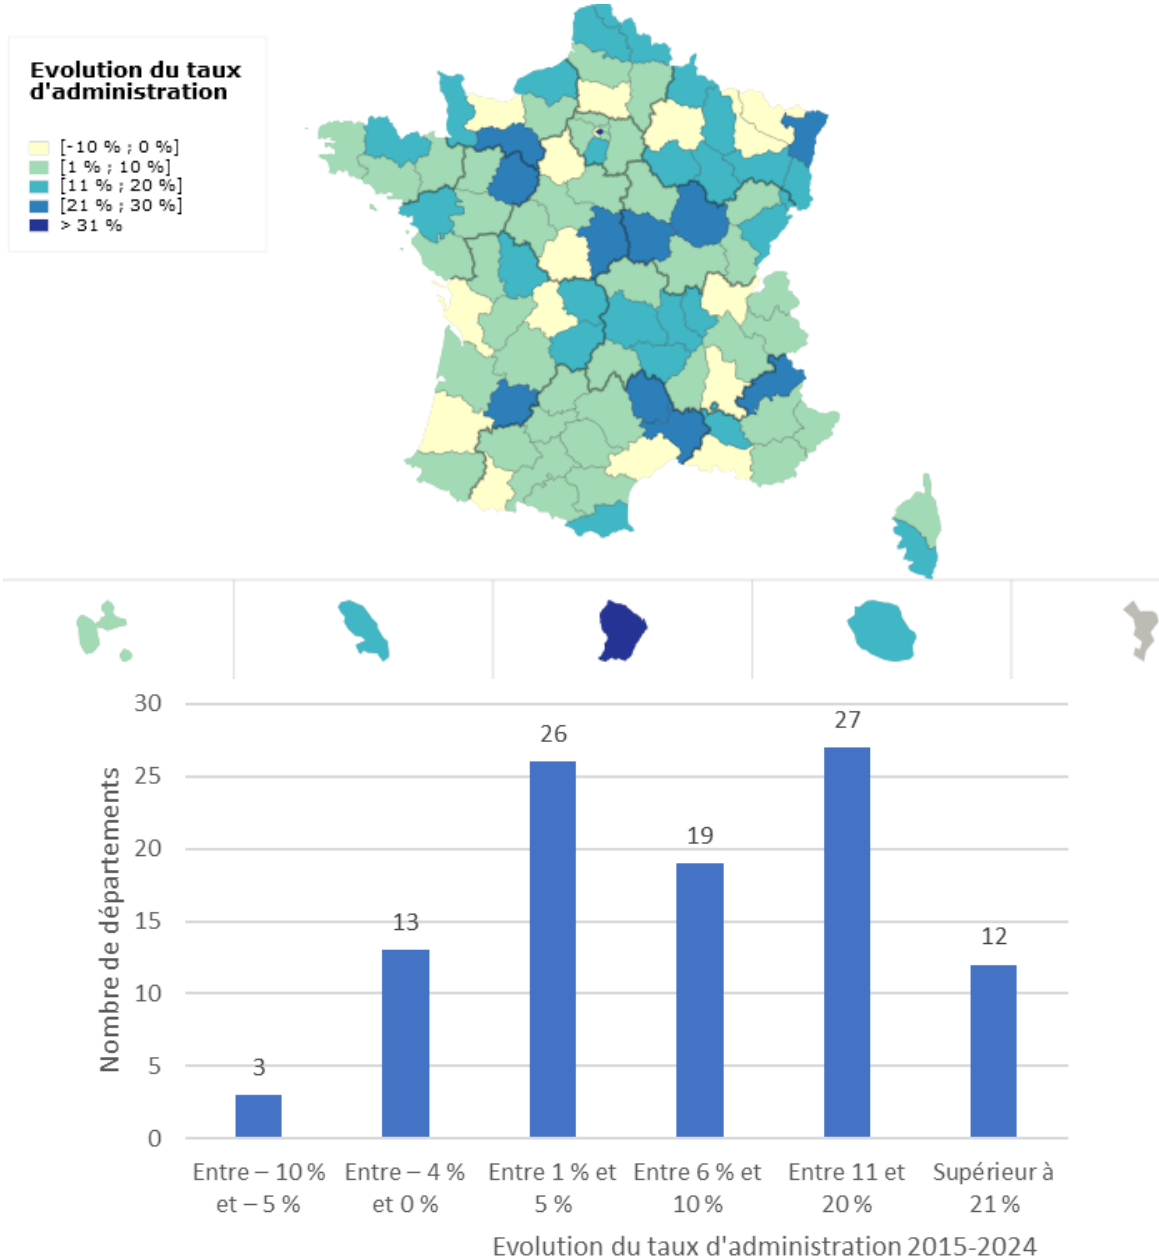 Evolution du taux
d'administration
[-10 % ; 0 %]
[1 % ; 10 %]
[11 % ; 20 %]
[21 % ; 30 %]
> 31 %
30
25
20
15
10
5
0
Nombre de départements
3
13
26
19
27
12
Entre – 10 %
et – 5 %
Entre – 4 %
et 0 %
Entre 1 % et
5 %
Entre 6 % et
10 %
Entre 11 et
20 %
Supérieur à
21 %
Evolution du taux d'administration 2015-2024